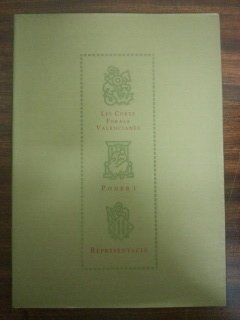 LES CORTS
FORALS
VALENCIANES
PODER I
REPRESENTACIÓ